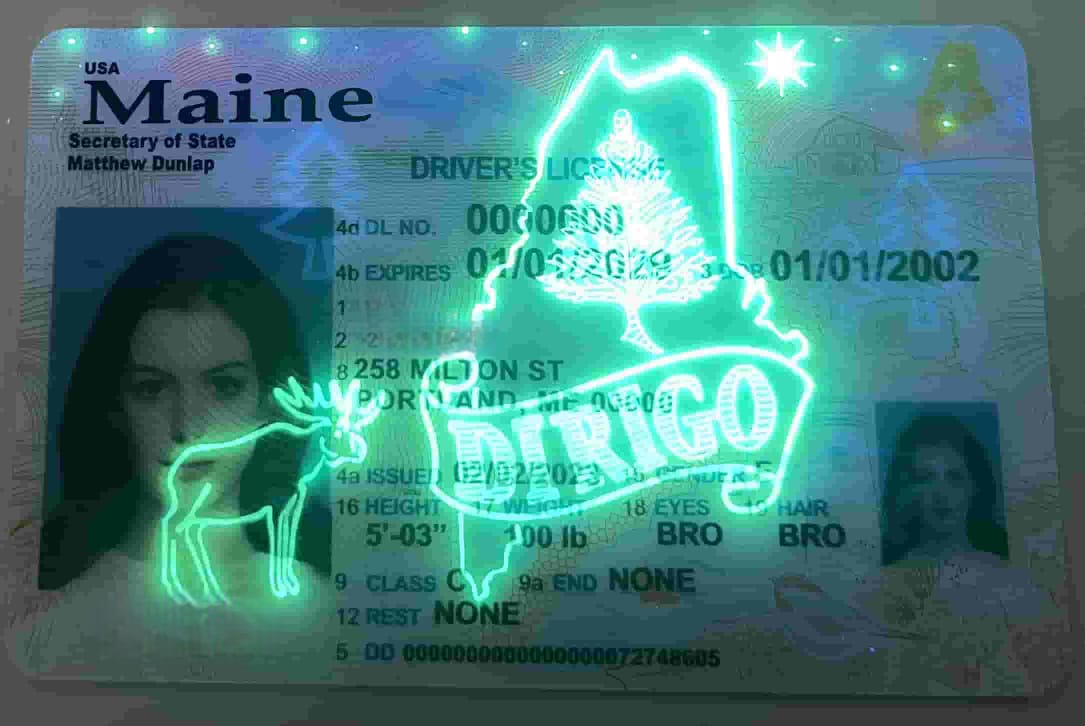 USA
Maine
Secretary of State
Matthew Dunlap
DRIVER'S LICENSE
4d DL NO. 0000000
4b EXPIRES 01/01/2029 3 DOB 01/01/2002
1
2
8 258 MILTON ST
PORTLAND, ME 00000
DIRIGO
4a ISSUED 02/02/2023 15 GENDER F
16 HEIGHT 17 WEIGHT 18 EYES 19 HAIR
5'-03" 100 lb BRO BRO
9 CLASS C 9a END NONE
12 REST NONE
5 DD 0000000000000000072748605